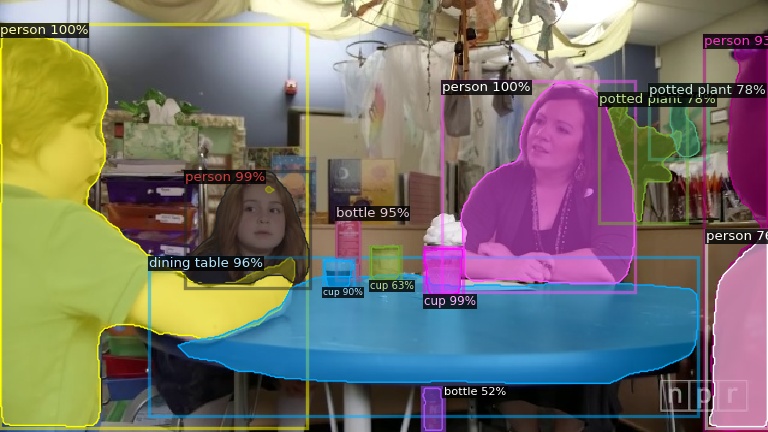 person 100%
person 93
person 100%
potted plant 78%
potted plant 78%
person 99%
bottle 95%
person 76
dining table 96%
cup 90%
cup 63%
cup 99%
bottle 52%
npr